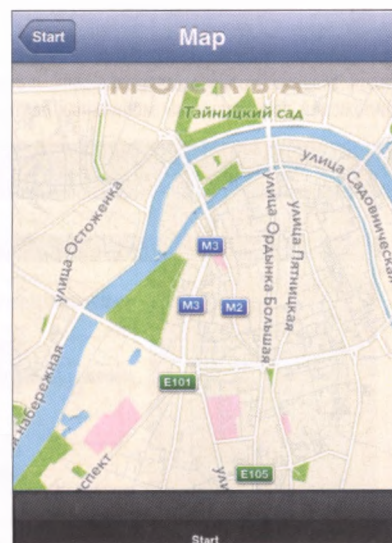 Start
Map
МОСКВА
Тайницкий сад
улица Садовническая
улица Остоженка
улица Пятницкая
улица Ордынка Большая
M3
M3
M2
набережная
E101
E105
Start